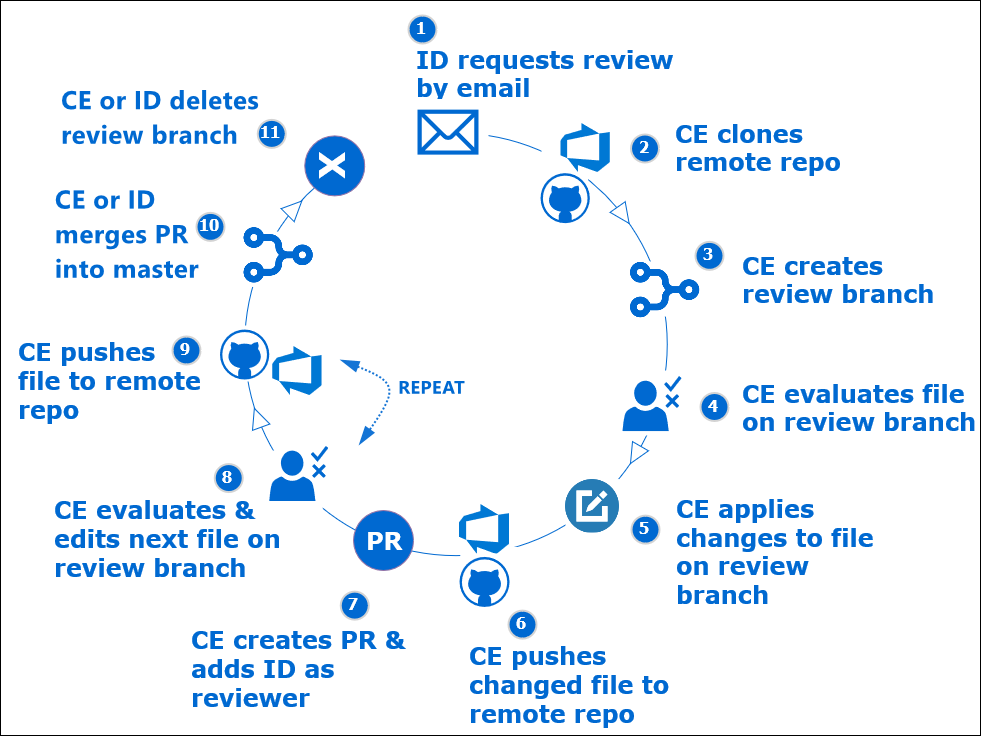 1
ID requests review
by email
2
CE clones
remote repo
3
CE creates
review branch
4
CE evaluates file
on review branch
5
CE applies
changes to file
on review
branch
6
CE pushes
changed file to
remote repo
PR
7
CE creates PR &
adds ID as
reviewer
8
CE evaluates &
edits next file on
review branch
REPEAT
9
CE pushes
file to remote
repo
10
CE or ID
merges PR
into master
11
CE or ID deletes
review branch